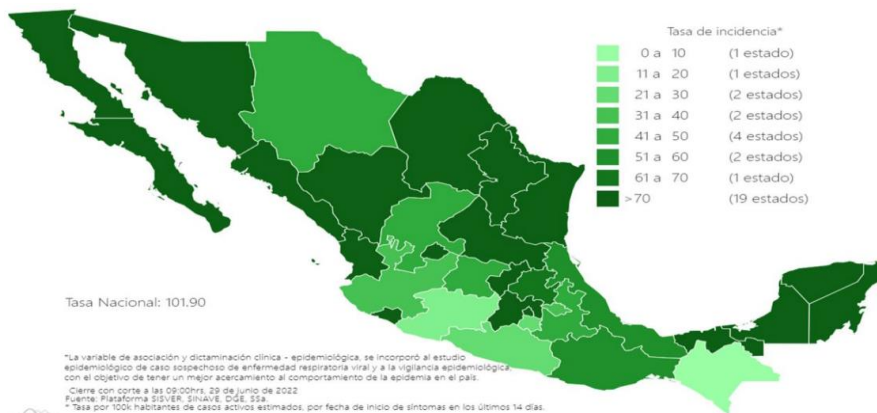 Tasa de incidencia*
0 a 10 (1 estado)
11 a 20 (1 estados)
21 a 30 (2 estados)
31 a 40 (2 estados)
41 a 50 (4 estados)
51 a 60 (2 estados)
61 a 70 (1 estado)
>70 (19 estados)
Tasa Nacional: 101.90
*La variable de asociación y dictaminación clínica - epidemiológica, se incorporó al estudio
epidemiológico de caso sospechoso de enfermedad respiratoria viral y a la vigilancia epidemiológica,
con el objetivo de tener un mejor acercamiento al comportamiento de la epidemia en el país.
Cierre con corte a las 09:00hrs, 29 de junio de 2022
Fuente: Plataforma SISVER, SINAVE, DGE, SSa.
* Tasa por 100k habitantes de casos activos estimados, por fecha de inicio de síntomas en los últimos 14 días.